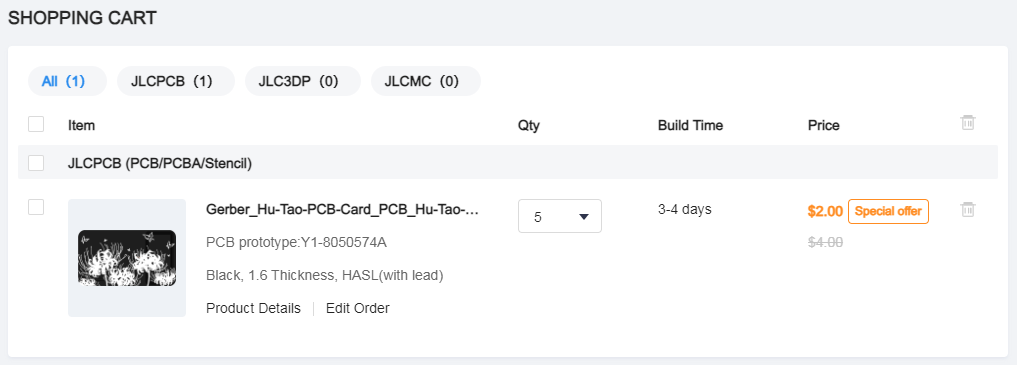 SHOPPING CART
All (1) JLCPCB (1) JLC3DP (0) JLCMC (0)
Item Qty Build Time Price
JLCPCB (PCB/PCBA/Stencil)
Gerber_Hu-Tao-PCB-Card_PCB_Hu-Tao-... 5 3-4 days $2.00 Special offer
PCB prototype:Y1-8050574A $4.00
Black, 1.6 Thickness, HASL(with lead)
Product Details Edit Order